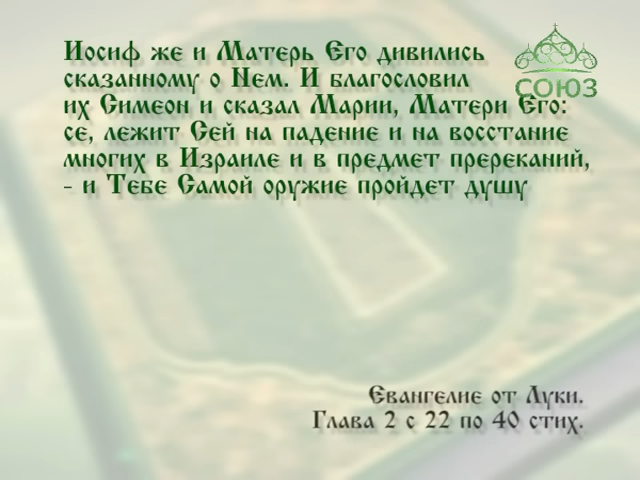 Иосиф же и Матерь Его дивились
сказанному о Нем. И благословил
их Симеон и сказал Марии, Матери Его:
се, лежит Сей на падение и на восстание
многих в Израиле и в предмет пререканий,
- и Тебе Самой оружие пройдет душу
СОЮЗ
Евангелие от Луки.
Глава 2 с 22 по 40 стих.